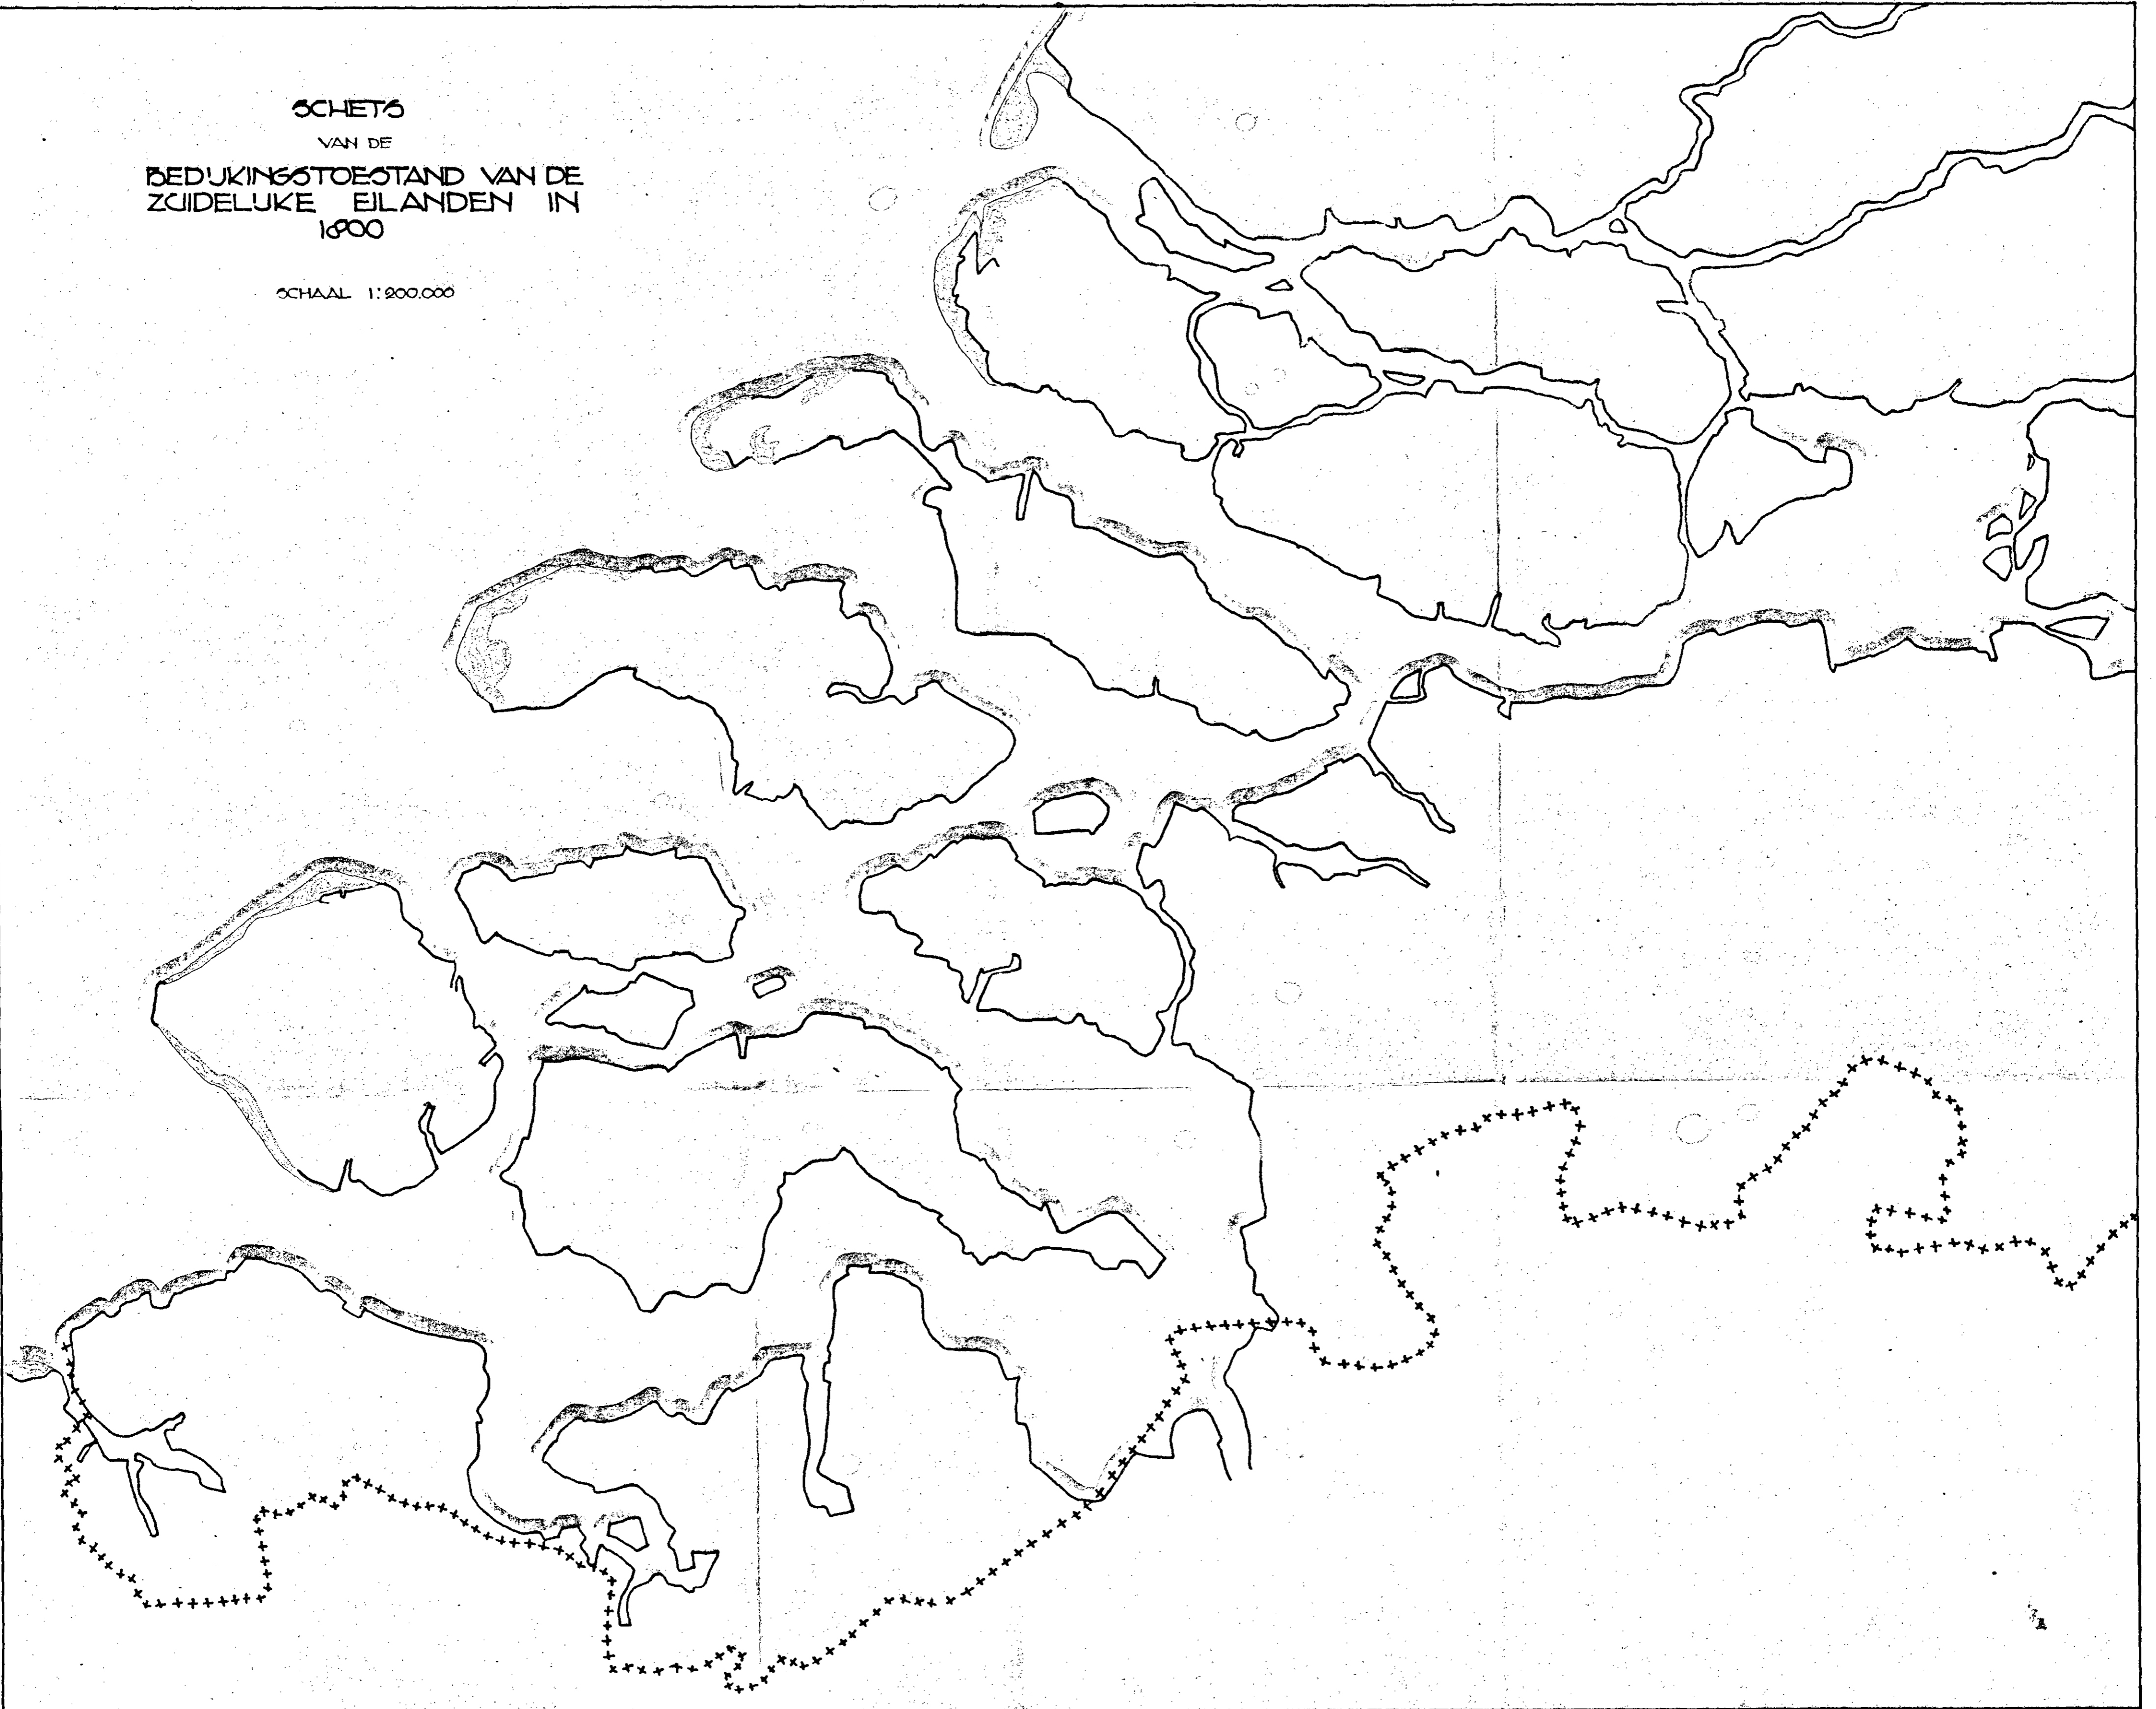 SCHETS
VAN DE
BEDIJKINGSTOESTAND VAN DE
ZUIDELIJKE EILANDEN IN
1800
SCHAAL 1:200.000